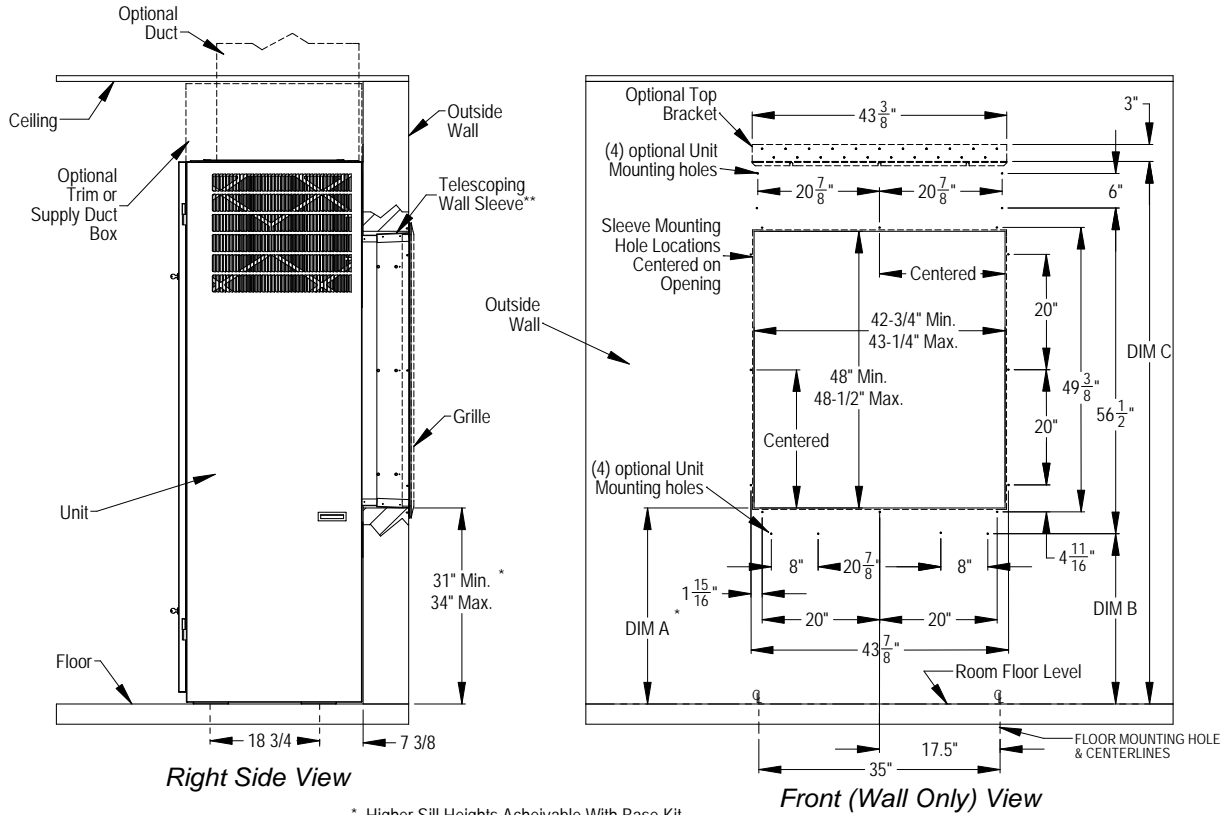 Optional
Duct
Ceiling
Optional
Trim or
Supply Duct
Box
Outside
Wall
Telescoping
Wall Sleeve**
Grille
Unit
31" Min. *
34" Max.
Floor
18 3/4
7 3/8
Right Side View
Optional Top
Bracket
43 3/8"
3"
(4) optional Unit
Mounting holes
20 7/8"
20 7/8"
6"
Sleeve Mounting
Hole Locations
Centered on
Opening
Centered
Outside
Wall
42-3/4" Min.
43-1/4" Max.
20"
DIM C
48" Min.
48-1/2" Max.
49 3/8"
56 1/2"
Centered
20"
(4) optional Unit
Mounting holes
8"
20 7/8"
8"
4 11/16"
1 15/16"
DIM A *
20"
20"
DIM B
43 7/8"
Room Floor Level
℄
℄
17.5"
FLOOR MOUNTING HOLE
& CENTERLINES
35"
Front (Wall Only) View
* Higher Sill Heights Acheivable With Base Kit